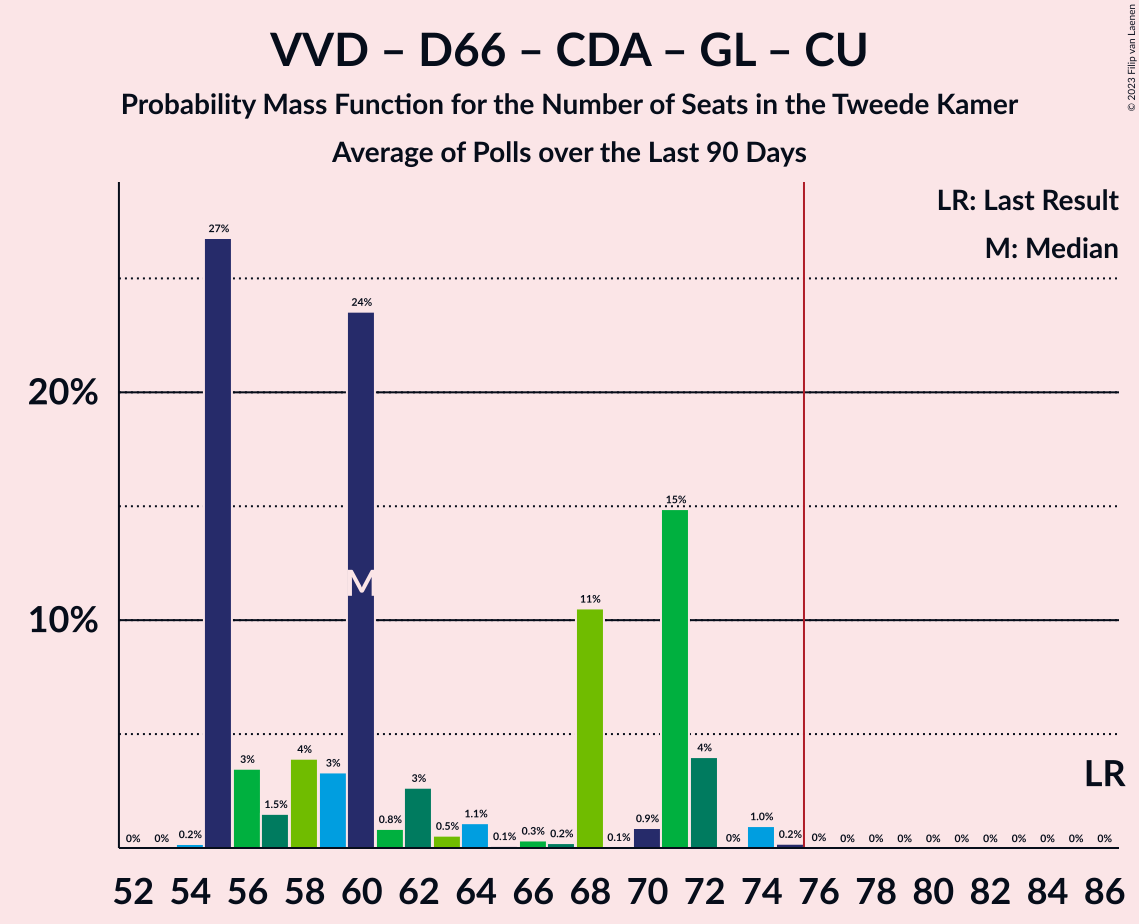 VVD – D66 – CDA – GL – CU
Probability Mass Function for the Number of Seats in the Tweede Kamer
Average of Polls over the Last 90 Days
© 2023 Filip van Laenen
LR: Last Result
M: Median
27%
24%
20%
15%
M
11%
10%
4%
4%
3%
3%
LR
3%
1.5%
1.1%
1.0%
0.8%
0.9%
0.5%
0% 0% 0.2% 0.1% 0.3% 0.2% 0.1% 0% 0.2% 0% 0% 0% 0% 0% 0% 0% 0% 0% 0% 0%
52 54 56 58 60 62 64 66 68 70 72 74 76 78 80 82 84 86